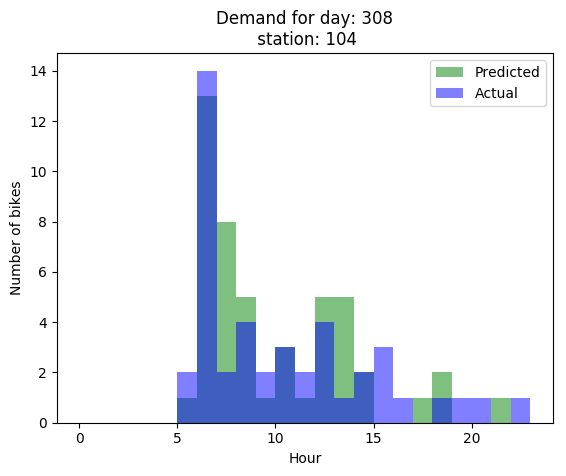 Demand for day: 308
station: 104
Predicted
Actual
Number of bikes
14
12
10
8
6
4
2
0
0 5 10 15 20
Hour